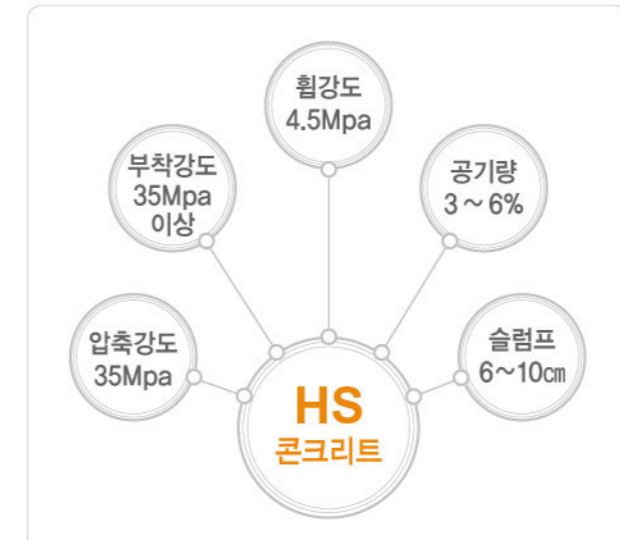 휨강도
4.5Mpa
부착강도
35Mpa
이상
공기량
3 ~ 6%
압축강도
35Mpa
슬럼프
6~10㎝
HS
콘크리트